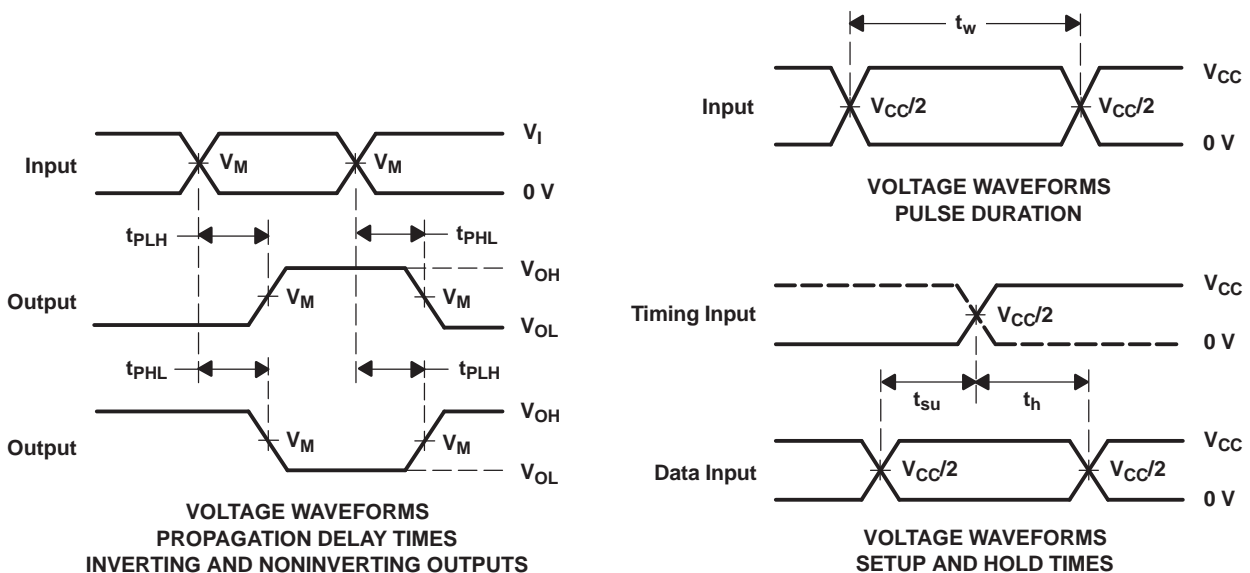 Input
V_M
V_M
V_I
0 V
t_PLH
t_PHL
Output
V_M
V_M
V_OH
V_OL
t_PHL
t_PLH
Output
V_M
V_M
V_OH
V_OL
VOLTAGE WAVEFORMS
PROPAGATION DELAY TIMES
INVERTING AND NONINVERTING OUTPUTS
t_w
Input
V_CC/2
V_CC/2
V_CC
0 V
VOLTAGE WAVEFORMS
PULSE DURATION
Timing Input
V_CC/2
V_CC
0 V
t_su
t_h
Data Input
V_CC/2
V_CC/2
V_CC
0 V
VOLTAGE WAVEFORMS
SETUP AND HOLD TIMES